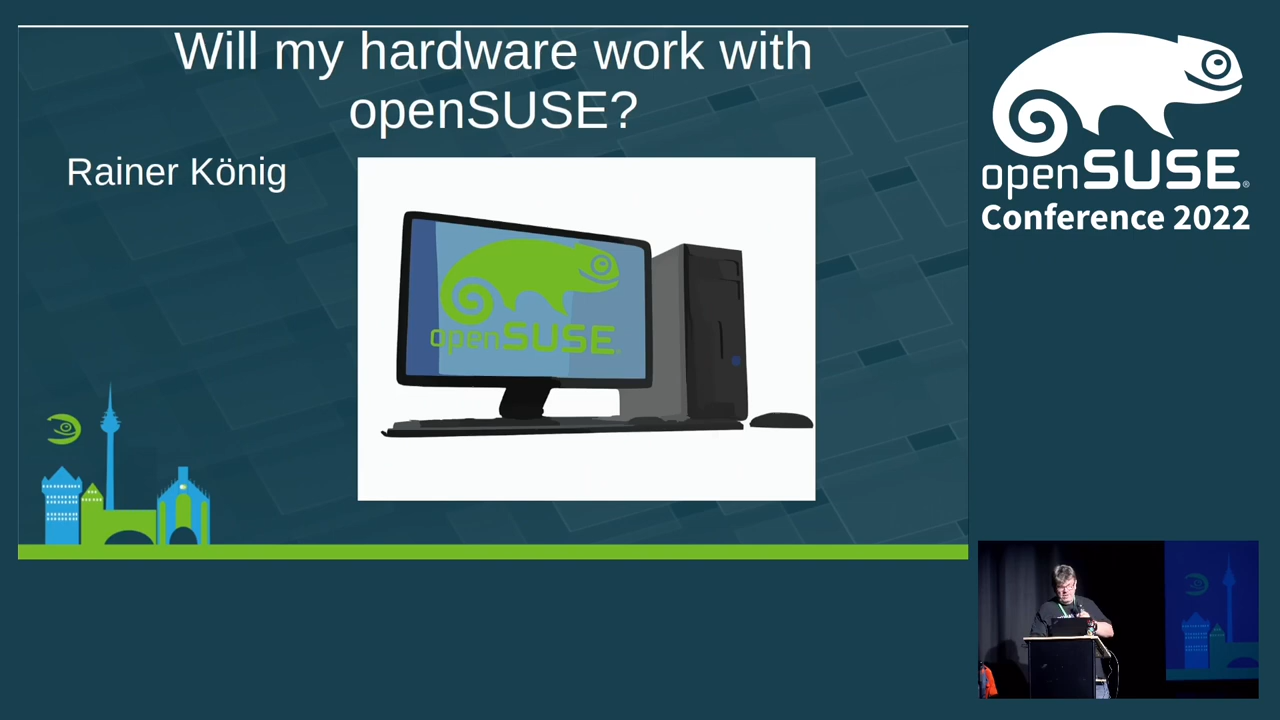 Will my hardware work with
openSUSE?
Rainer König
openSUSE
openSUSE
Conference 2022